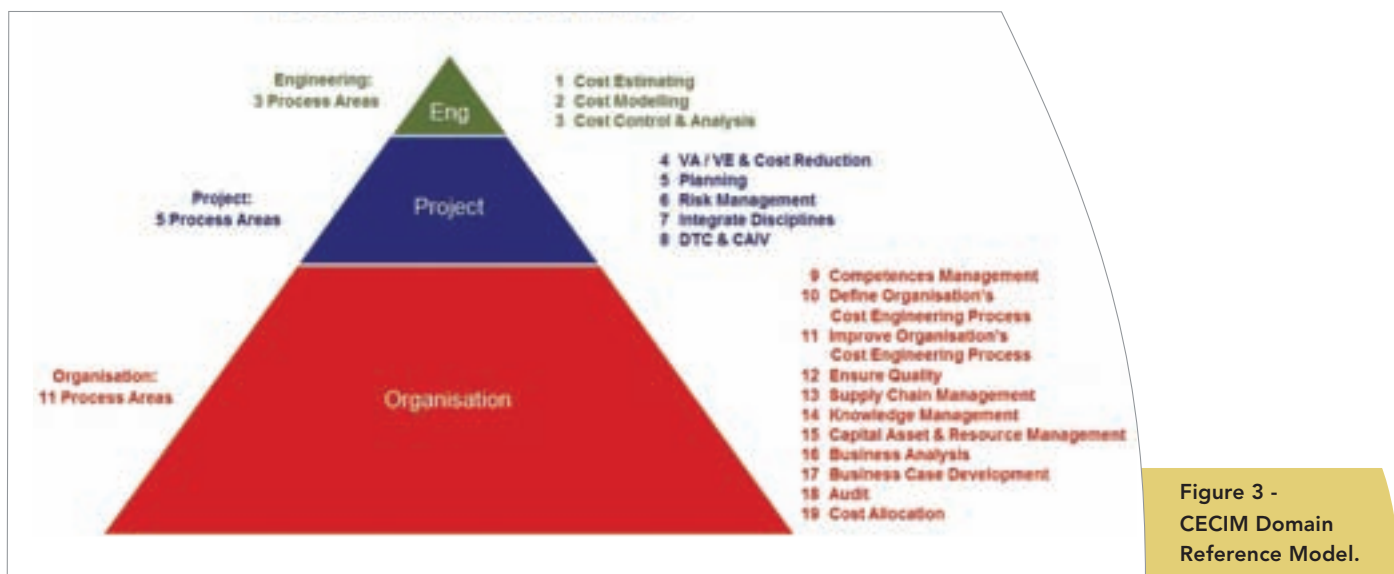 Engineering:
3 Process Areas
Eng
1 Cost Estimating
2 Cost Modelling
3 Cost Control & Analysis
Project:
5 Process Areas
Project
4 VA / VE & Cost Reduction
5 Planning
6 Risk Management
7 Integrate Disciplines
8 DTC & CAIV
Organisation:
11 Process Areas
Organisation
9 Competences Management
10 Define Organisation's
Cost Engineering Process
11 Improve Organisation's
Cost Engineering Process
12 Ensure Quality
13 Supply Chain Management
14 Knowledge Management
15 Capital Asset & Resource Management
16 Business Analysis
17 Business Case Development
18 Audit
19 Cost Allocation
Figure 3 -
CECIM Domain
Reference Model.